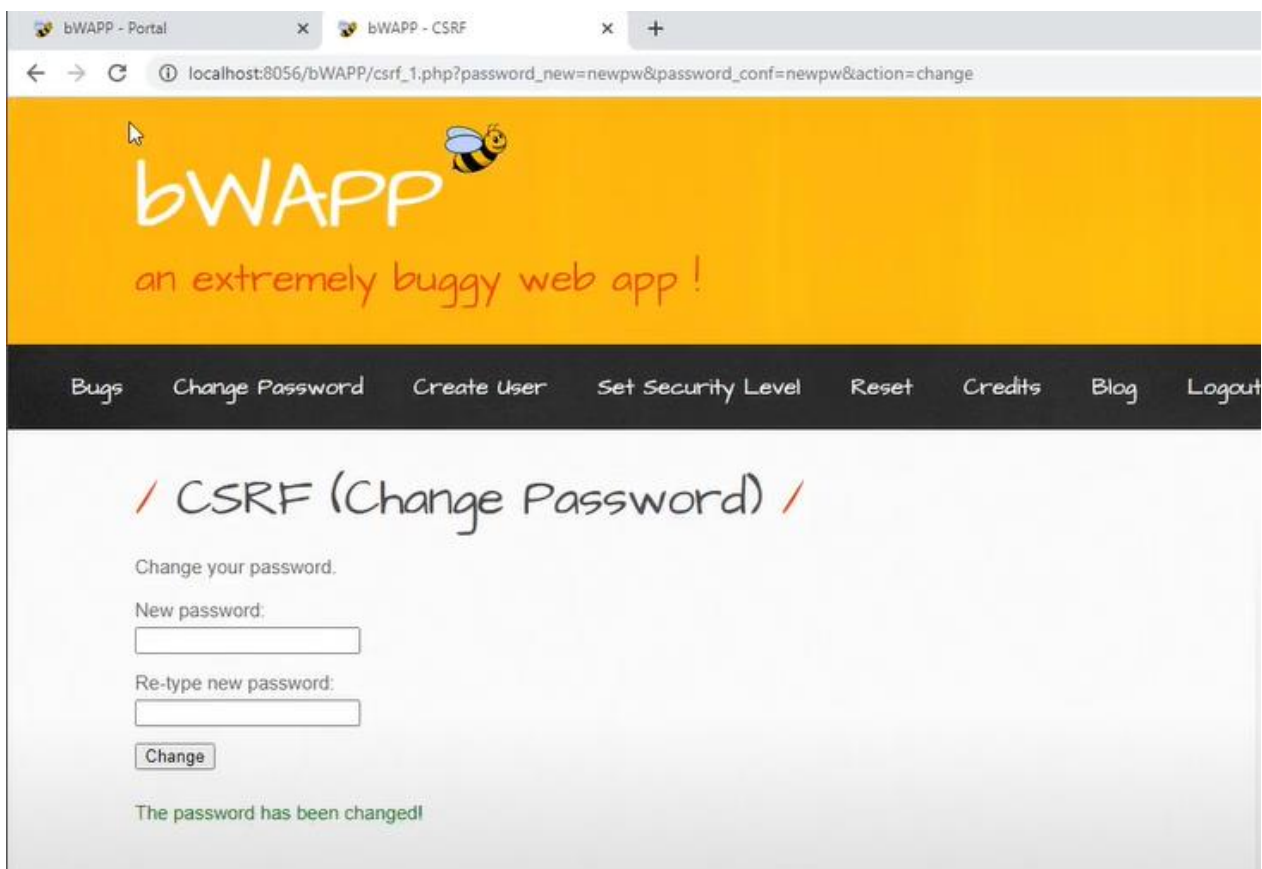 bWAPP - Portal
bWAPP - CSRF
localhost:8056/bWAPP/csrf_1.php?password_new=newpw&password_conf=newpw&action=change
bWAPP
an extremely buggy web app !
Bugs Change Password Create User Set Security Level Reset Credits Blog Logout
/ CSRF (Change Password) /
Change your password.
New password:
Re-type new password:
Change
The password has been changed!